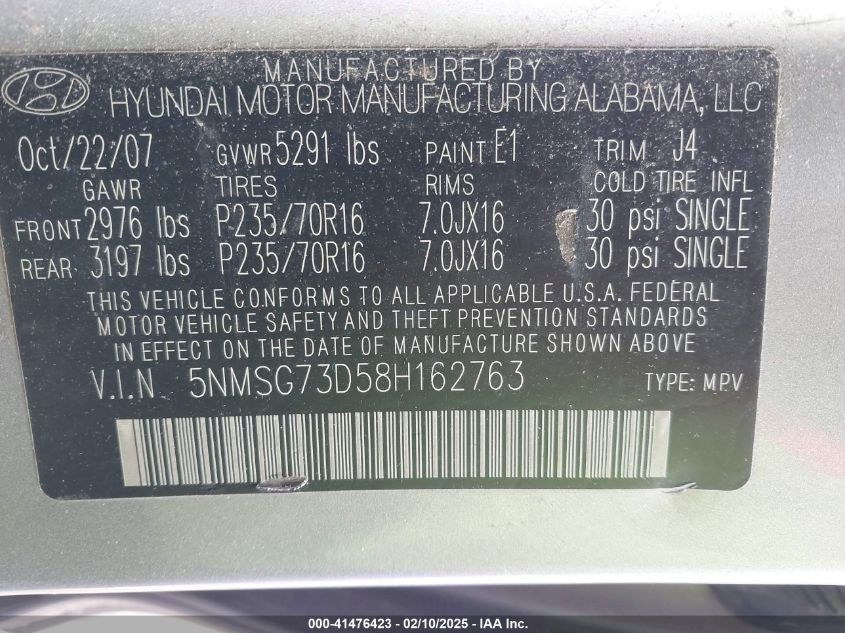 MANUFACTURED BY
HYUNDAI MOTOR MANUFACTURING ALABAMA, LLC
Oct/22/07 GVWR 5291 lbs PAINT E1 TRIM J4
GAWR TIRES RIMS COLD TIRE INFL
FRONT 2976 lbs P235/70R16 7.0JX16 30 psi SINGLE
REAR 3197 lbs P235/70R16 7.0JX16 30 psi SINGLE
THIS VEHICLE CONFORMS TO ALL APPLICABLE U.S.A. FEDERAL
MOTOR VEHICLE SAFETY AND THEFT PREVENTION STANDARDS
IN EFFECT ON THE DATE OF MANUFACTURE SHOWN ABOVE.
V.I.N 5NMSG73D58H162763 TYPE: MPV
000-41476423 - 02/10/2025 - IAA Inc.